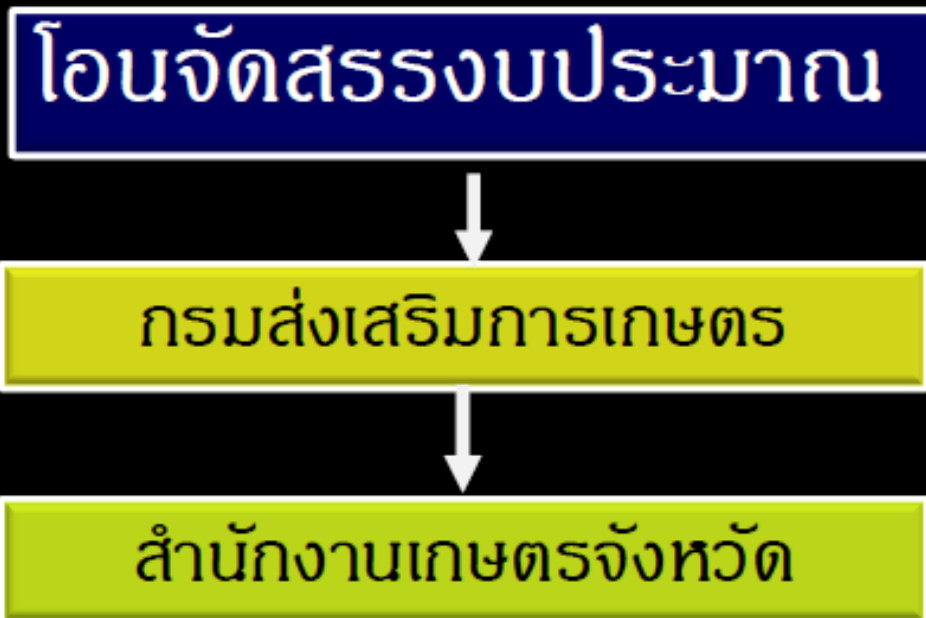 โอนจัดสรรงบประมาณ
กรมส่งเสริมการเกษตร
สำนักงานเกษตรจังหวัด